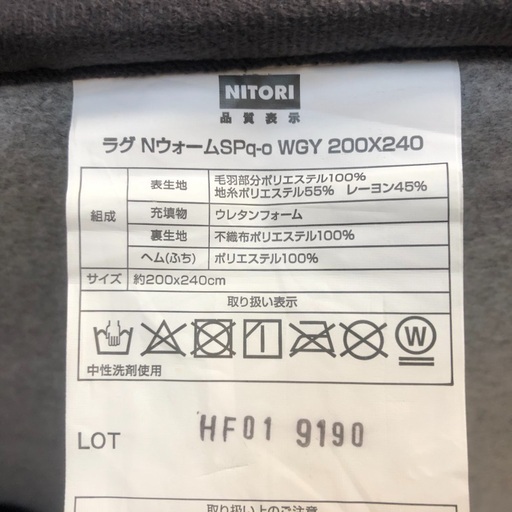 NITORI
品質表示
ラグ NウォームSPq-o WGY 200X240
組成
表生地 毛羽部分ポリエステル100%
地糸ポリエステル55% レーヨン45%
充填物 ウレタンフォーム
裏生地 不織布ポリエステル100%
ヘム(ふち) ポリエステル100%
サイズ 約200x240cm
取り扱い表示
W
中性洗剤使用
LOT HF01 9190
取り扱い上のご注意